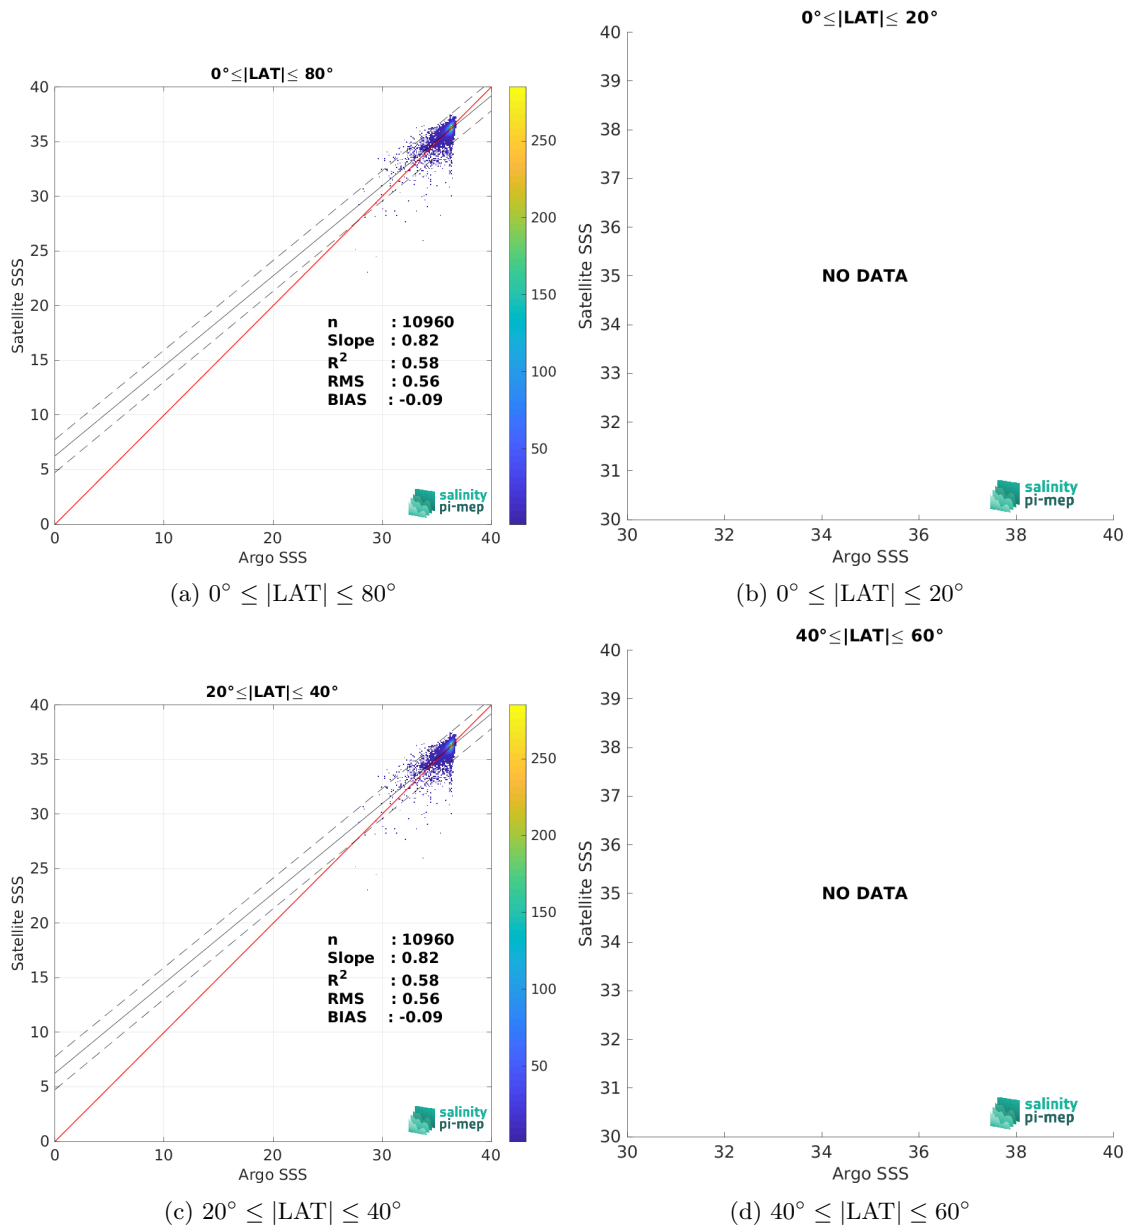 0°≤|LAT|≤ 80°
40
35
30
25
20
15
10
5
0
0
10
20
30
40
Satellite SSS
Argo SSS
n : 10960
Slope : 0.82
R2 : 0.58
RMS : 0.56
BIAS : -0.09
salinity
pi-mep
250
200
150
100
50
(a) 0° ≤ |LAT| ≤ 80°
0°≤|LAT|≤ 20°
40
39
38
37
36
35
34
33
32
31
30
30
32
34
36
38
40
Satellite SSS
Argo SSS
NO DATA
salinity
pi-mep
(b) 0° ≤ |LAT| ≤ 20°
20°≤|LAT|≤ 40°
40
35
30
25
20
15
10
5
0
0
10
20
30
40
Satellite SSS
Argo SSS
n : 10960
Slope : 0.82
R2 : 0.58
RMS : 0.56
BIAS : -0.09
salinity
pi-mep
250
200
150
100
50
(c) 20° ≤ |LAT| ≤ 40°
40°≤|LAT|≤ 60°
40
39
38
37
36
35
34
33
32
31
30
30
32
34
36
38
40
Satellite SSS
Argo SSS
NO DATA
salinity
pi-mep
(d) 40° ≤ |LAT| ≤ 60°